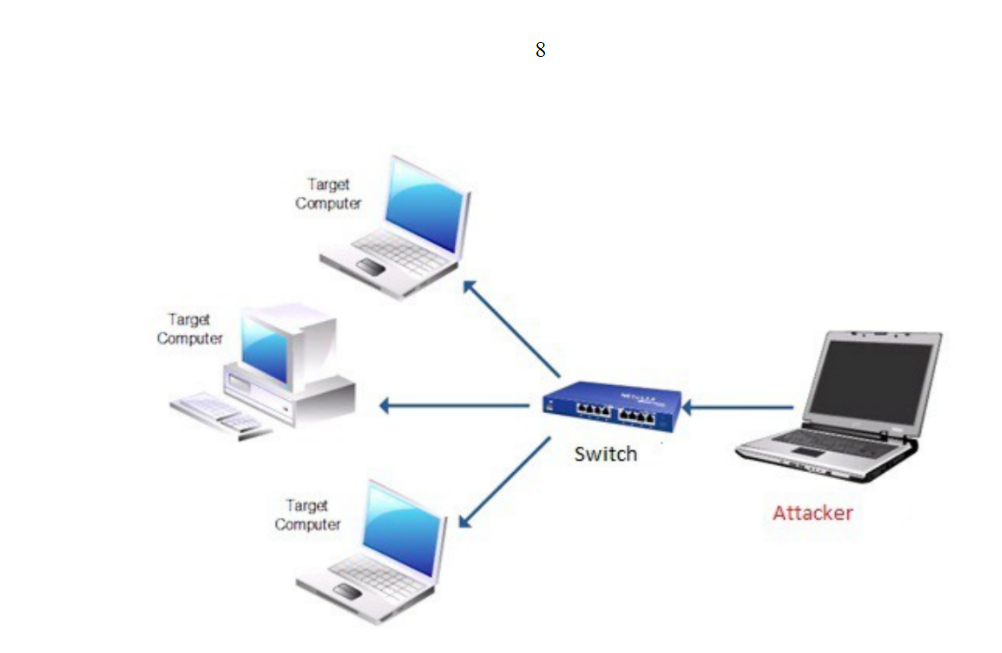 8
Target
Computer
Target
Computer
Switch
Target
Computer
Attacker